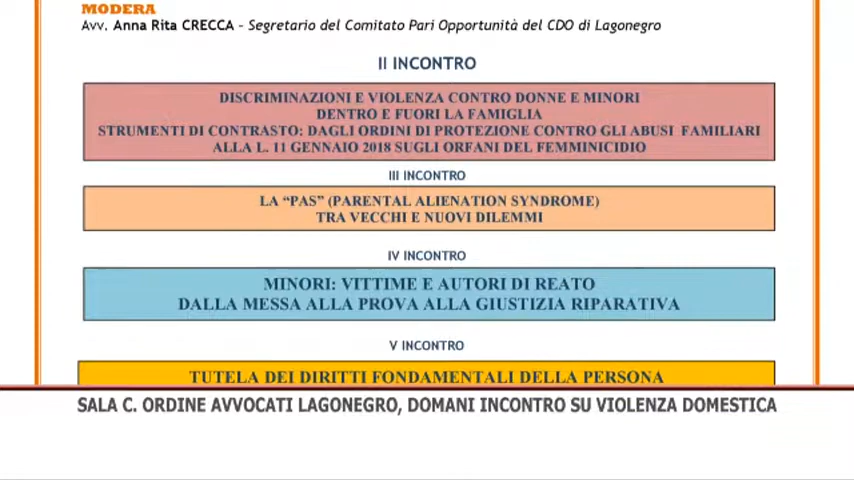 MODERA
Avv. Anna Rita CRECCA – Segretario del Comitato Pari Opportunità del CDO di Lagonegro
II INCONTRO
DISCRIMINAZIONI E VIOLENZA CONTRO DONNE E MINORI
DENTRO E FUORI LA FAMIGLIA
STRUMENTI DI CONTRASTO: DAGLI ORDINI DI PROTEZIONE CONTRO GLI ABUSI FAMILIARI
ALLA L. 11 GENNAIO 2018 SUGLI ORFANI DEL FEMMINICIDIO
III INCONTRO
LA “PAS” (PARENTAL ALIENATION SYNDROME)
TRA VECCHI E NUOVI DILEMMI
IV INCONTRO
MINORI: VITTIME E AUTORI DI REATO
DALLA MESSA ALLA PROVA ALLA GIUSTIZIA RIPARATIVA
V INCONTRO
TUTELA DEI DIRITTI FONDAMENTALI DELLA PERSONA
SALA C. ORDINE AVVOCATI LAGONEGRO, DOMANI INCONTRO SU VIOLENZA DOMESTICA